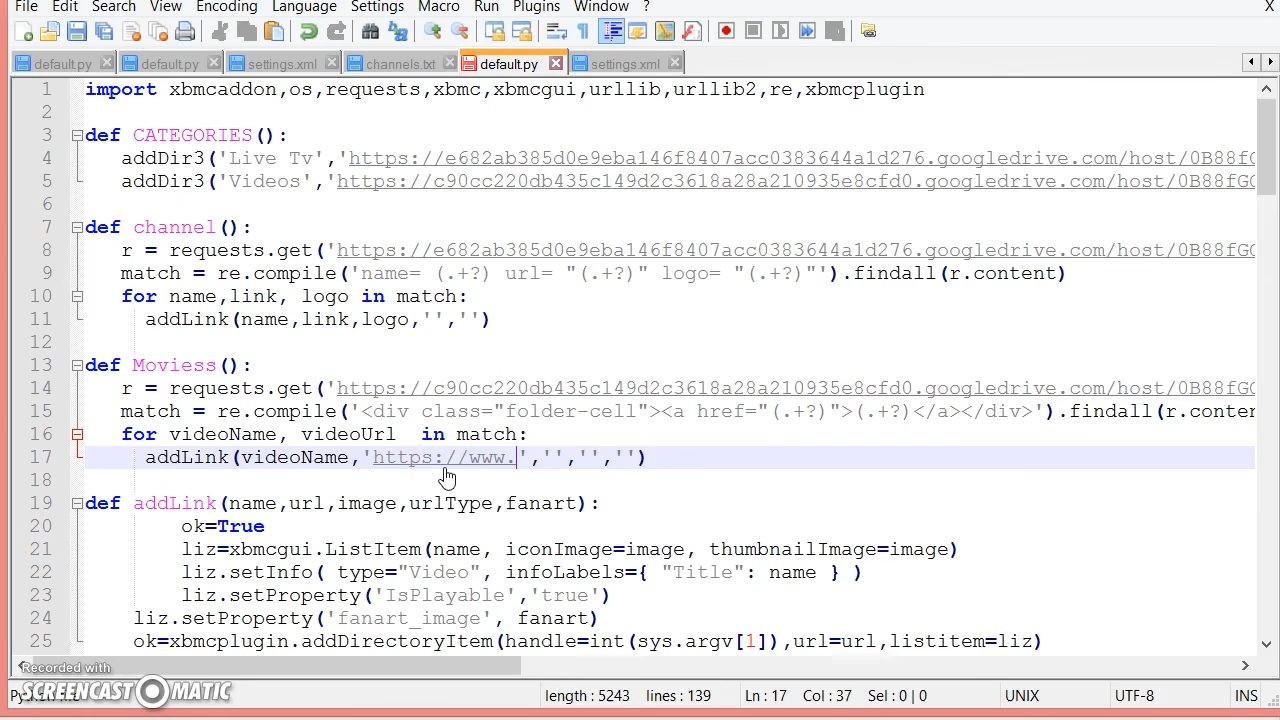 File Edit Search View Encoding Language Settings Macro Run Plugins Window ? X
default.py default.py settings.xml channels.txt default.py settings.xml
1 import xbmcaddon,os,requests,xbmc,xbmcgui,urllib,urllib2,re,xbmcplugin
2
3 def CATEGORIES():
4 addDir3('Live Tv','https://e682ab385d0e9eba146f8407acc0383644a1d276.googledrive.com/host/0B88fG
5 addDir3('Videos','https://c90cc220db435c149d2c3618a28a210935e8cfd0.googledrive.com/host/0B88fGG
6
7 def channel():
8 r = requests.get('https://e682ab385d0e9eba146f8407acc0383644a1d276.googledrive.com/host/0B88fGG
9 match = re.compile('name= (.+?) url= "(.+?)" logo= "(.+?)"').findall(r.content)
10 for name,link, logo in match:
11 addLink(name,link,logo,'','')
12
13 def Moviess():
14 r = requests.get('https://c90cc220db435c149d2c3618a28a210935e8cfd0.googledrive.com/host/0B88fGG
15 match = re.compile('<div class="folder-cell"><a href="(.+?)">(.+?)</a></div>').findall(r.conter
16 for videoName, videoUrl  in match:
17 addLink(videoName,'https://www.','','','')
18
19 def addLink(name,url,image,urlType,fanart):
20 ok=True
21 liz=xbmcgui.ListItem(name, iconImage=image, thumbnailImage=image)
22 liz.setInfo( type="Video", infoLabels={ "Title": name } )
23 liz.setProperty('IsPlayable','true')
24 liz.setProperty('fanart_image', fanart)
25 ok=xbmcplugin.addDirectoryItem(handle=int(sys.argv[1]),url=url,listitem=liz)
Recorded with
SCREENCAST MATIC
length : 5243 lines : 139 Ln : 17 Col : 37 Sel : 0 | 0 UNIX UTF-8 INS